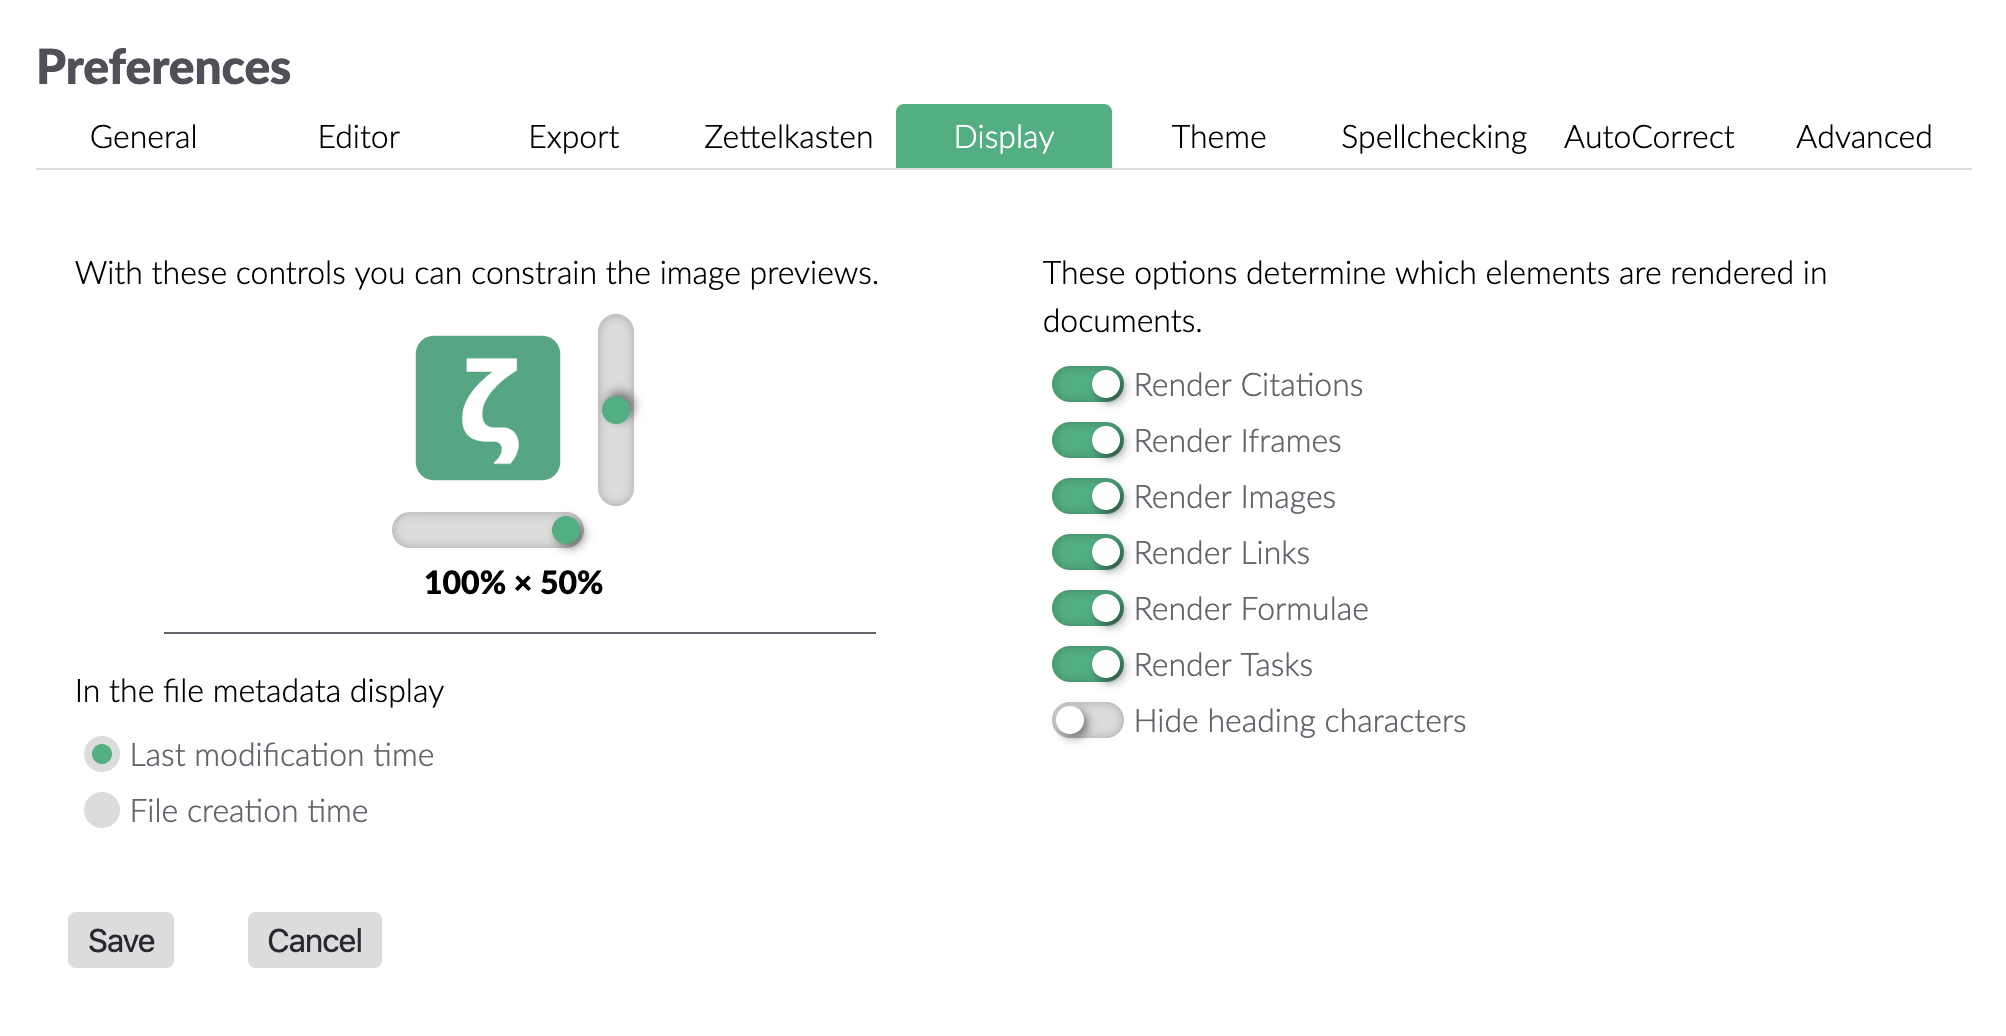 Preferences
General Editor Export Zettelkasten Display Theme Spellchecking AutoCorrect Advanced
With these controls you can constrain the image previews.
ζ
100% × 50%
In the file metadata display
Last modification time
File creation time
These options determine which elements are rendered in
documents.
Render Citations
Render Iframes
Render Images
Render Links
Render Formulae
Render Tasks
Hide heading characters
Save Cancel